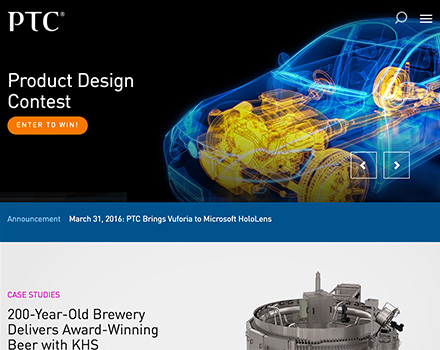 PTC®
Product Design
Contest
ENTER TO WIN!
Announcement March 31, 2016: PTC Brings Vuforia to Microsoft HoloLens
CASE STUDIES
200-Year-Old Brewery
Delivers Award-Winning
Beer with KHS